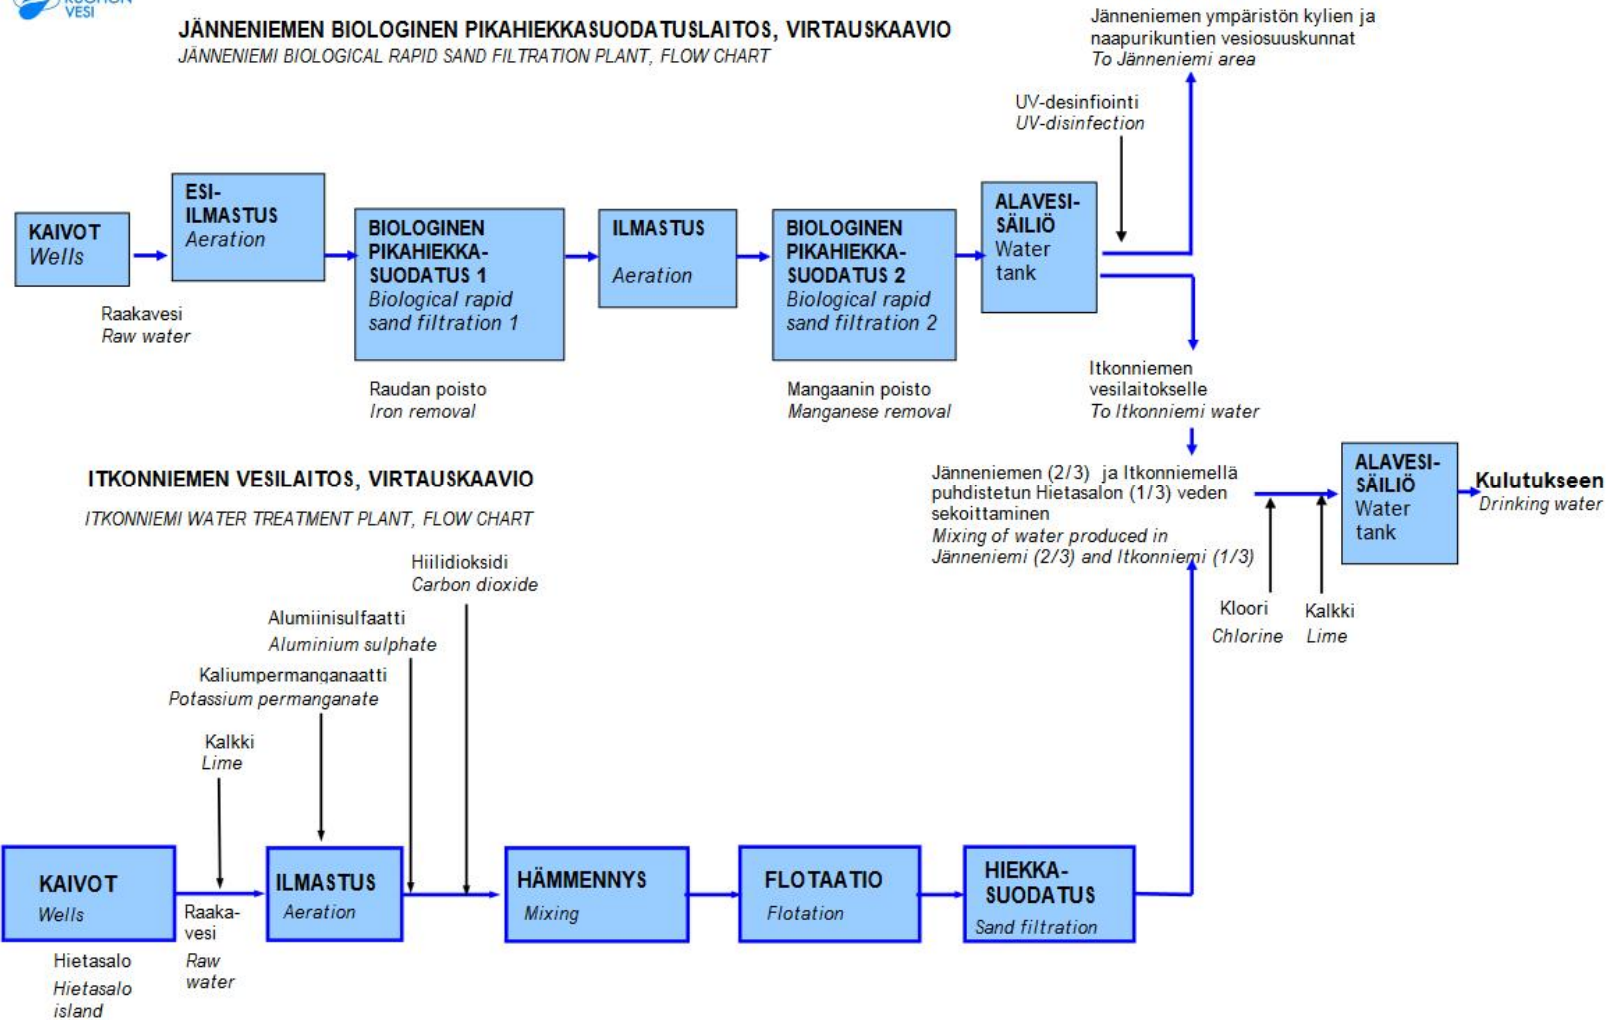 VESI
JÄNNENIEMEN BIOLOGINEN PIKAHIEKKASUODATUSLAITOS, VIRTAUSKAAVIO
JÄNNENIEMI BIOLOGICAL RAPID SAND FILTRATION PLANT, FLOW CHART
Jänneniemen ympäristön kylien ja
naapurikuntien vesiosuuskunnat
To Jänneniemi area
UV-desinfiointi
UV-disinfection
KAIVOT
Wells
Raakavesi
Raw water
ESI-
ILMASTUS
Aeration
BIOLOGINEN
PIKAHIEKKA-
SUODATUS 1
Biological rapid
sand filtration 1
Raudan poisto
Iron removal
ILMASTUS
Aeration
BIOLOGINEN
PIKAHIEKKA-
SUODATUS 2
Biological rapid
sand filtration 2
Mangaanin poisto
Manganese removal
ALAVESI-
SÄILIÖ
Water
tank
Itkonniemen
vesilaitokselle
To Itkonniemi water
ITKONNIEMEN VESILAITOS, VIRTAUSKAAVIO
ITKONNIEMI WATER TREATMENT PLANT, FLOW CHART
Jänneniemen (2/3) ja Itkonniemellä
puhdistetun Hietasalon (1/3) veden
sekoittaminen
Mixing of water produced in
Jänneniemi (2/3) and Itkonniemi (1/3)
Kloori
Chlorine
Kalkki
Lime
ALAVESI-
SÄILIÖ
Water
tank
Kulutukseen
Drinking water
Hiilidioksidi
Carbon dioxide
Alumiinisulfaatti
Aluminium sulphate
Kaliumpermanganaatti
Potassium permanganate
Kalkki
Lime
KAIVOT
Wells
Hietasalo
Hietasalo
island
Raaka-
vesi
Raw
water
ILMASTUS
Aeration
HÄMMENNYS
Mixing
FLOTAATIO
Flotation
HIEKKA-
SUODATUS
Sand filtration